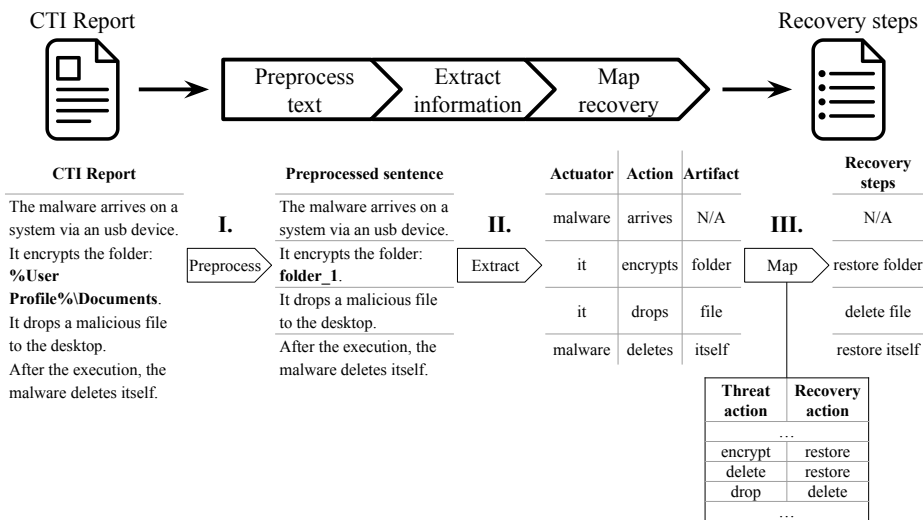 CTI Report
Recovery steps
Preprocess
text
Extract
information
Map
recovery
CTI Report
The malware arrives on a
system via an usb device.
It encrypts the folder:
%User
Profile%\Documents.
It drops a malicious file
to the desktop.
After the execution, the
malware deletes itself.
I.
Preprocess
Preprocessed sentence
The malware arrives on a
system via an usb device.
It encrypts the folder:
folder_1.
It drops a malicious file
to the desktop.
After the execution, the
malware deletes itself.
II.
Extract
Actuator Action Artifact
malware arrives N/A
it encrypts folder
it drops file
malware deletes itself
III.
Map
Recovery
steps
N/A
restore folder
delete file
restore itself
Threat
action
Recovery
action
…
encrypt restore
delete restore
drop delete
…